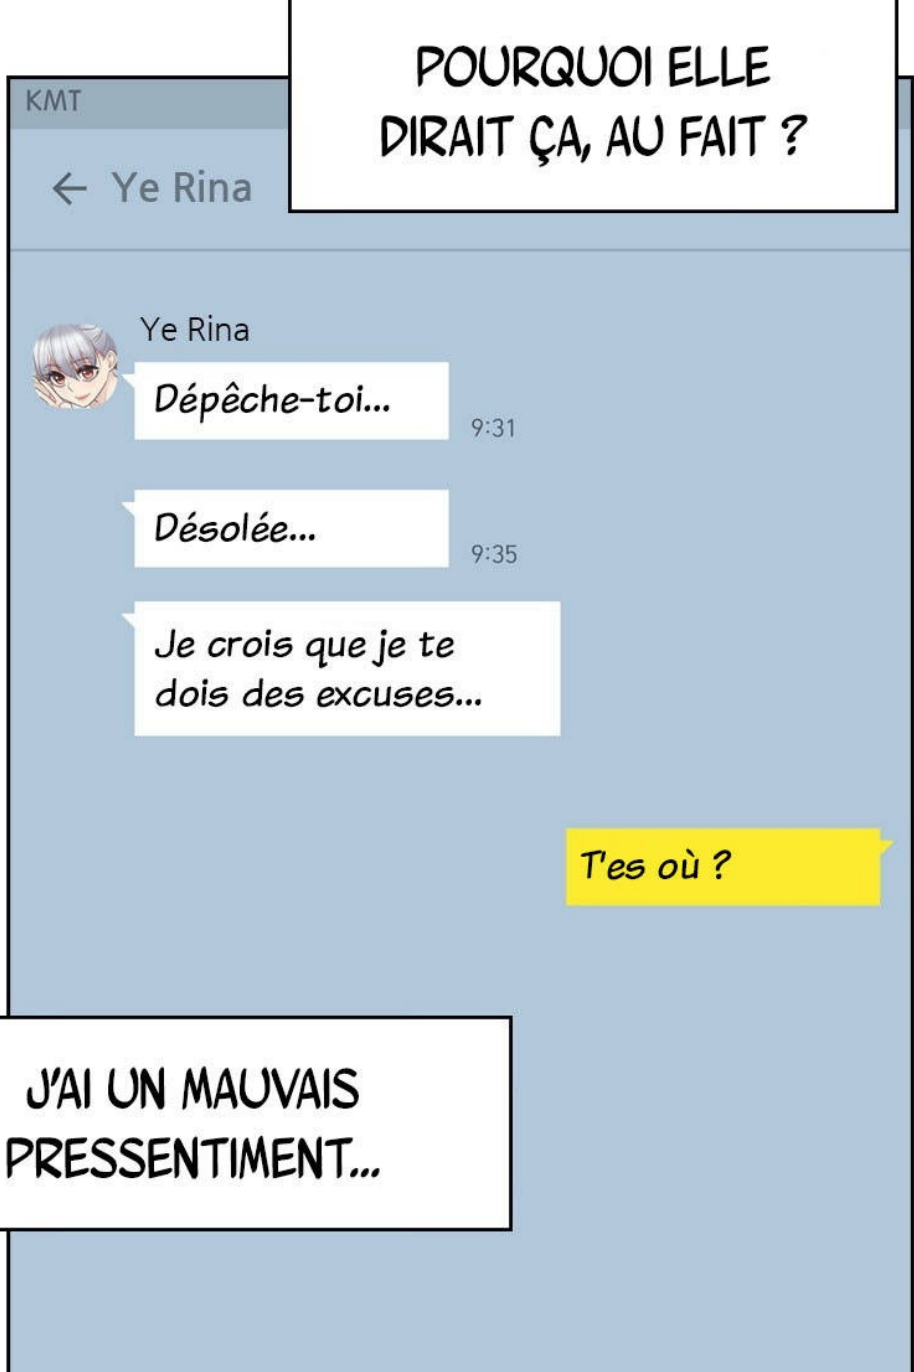 POURQUOI ELLE
DIRAIT ÇA, AU FAIT ?
KMT
← Ye Rina
Ye Rina
Dépêche-toi...
9:31
Désolée...
9:35
Je crois que je te
dois des excuses...
T'es où ?
J'AI UN MAUVAIS
PRESSENTIMENT...